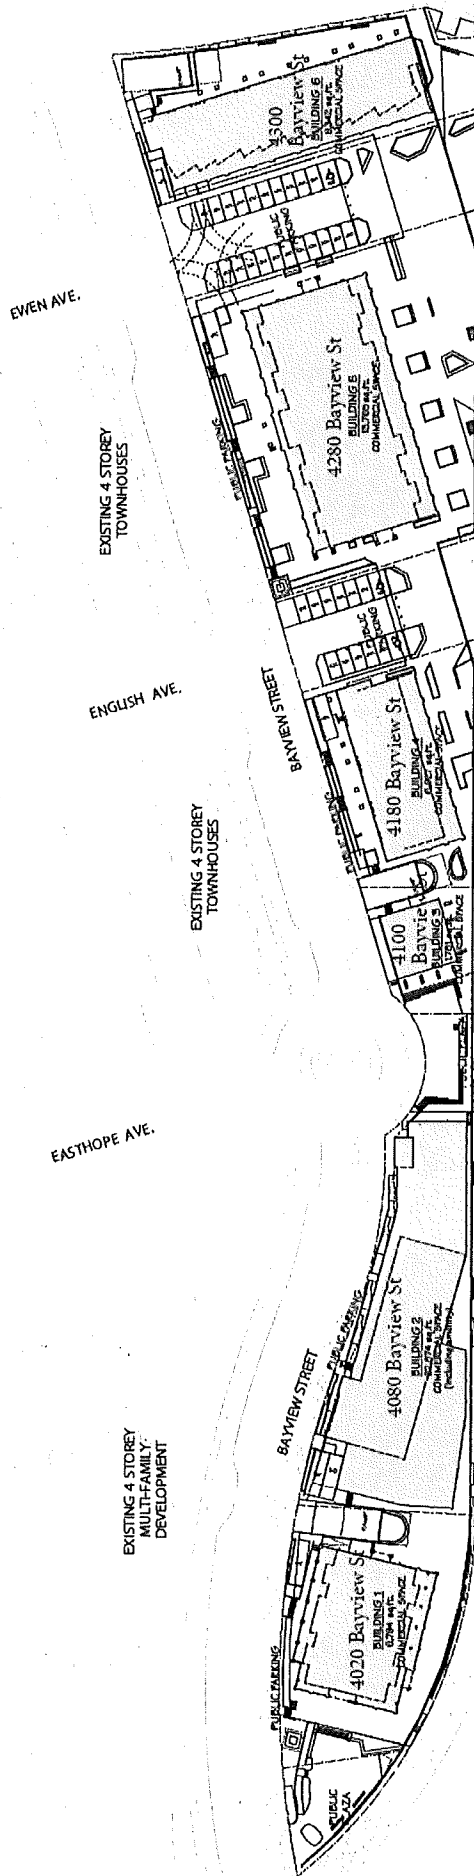 4300
Bayview St
BUILDING 6
COMMERCIAL SPACE
EWEN AVE.
PUBLIC
PARKING
4280 Bayview St
BUILDING 5
COMMERCIAL SPACE
PUBLIC PARKING
EXISTING 4 STOREY
TOWNHOUSES
ENGLISH AVE.
BAYVIEW STREET
PUBLIC
PARKING
4180 Bayview St
BUILDING 4
COMMERCIAL SPACE
PUBLIC PARKING
EXISTING 4 STOREY
TOWNHOUSES
4100
BUILDING 3
COMMERCIAL SPACE
EASTHOPE AVE.
4080 Bayview St
BUILDING 2
COMMERCIAL SPACE
PUBLIC PARKING
BAYVIEW STREET
EXISTING 4 STOREY
MULTI-FAMILY
DEVELOPMENT
4020 Bayview St
BUILDING 1
COMMERCIAL SPACE
PUBLIC PARKING
PUBLIC